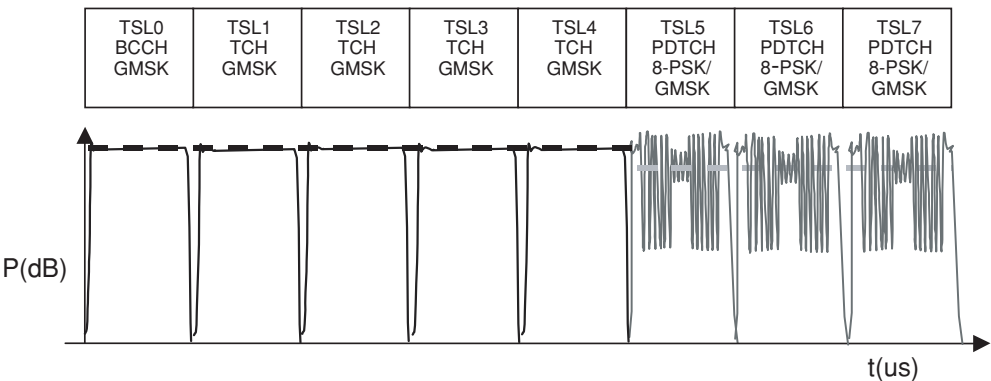 TSL0
BCCH
GMSK
TSL1
TCH
GMSK
TSL2
TCH
GMSK
TSL3
TCH
GMSK
TSL4
TCH
GMSK
TSL5
PDTCH
8-PSK/
GMSK
TSL6
PDTCH
8-PSK/
GMSK
TSL7
PDTCH
8-PSK/
GMSK
P(dB)
t(us)